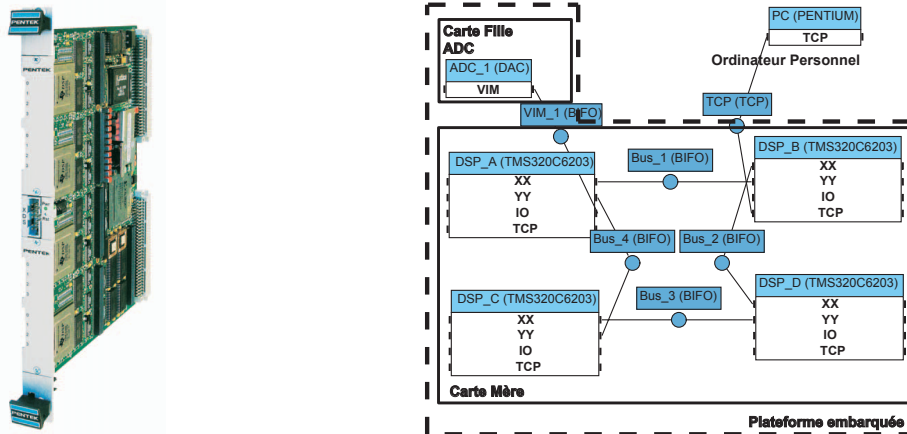 PENTEK
PENTEK
PENTEK
PENTEK
Carte Fille
ADC
ADC_1 (DAC)
VIM
PC (PENTIUM)
TCP
Ordinateur Personnel
VIM_1 (BIFO)
TCP (TCP)
DSP_A (TMS320C6203)
XX
YY
IO
TCP
Bus_1 (BIFO)
DSP_B (TMS320C6203)
XX
YY
IO
TCP
Bus_4 (BIFO)
Bus_2 (BIFO)
DSP_C (TMS320C6203)
XX
YY
IO
TCP
Bus_3 (BIFO)
DSP_D (TMS320C6203)
XX
YY
IO
TCP
Carte Mère
Plateforme embarquée